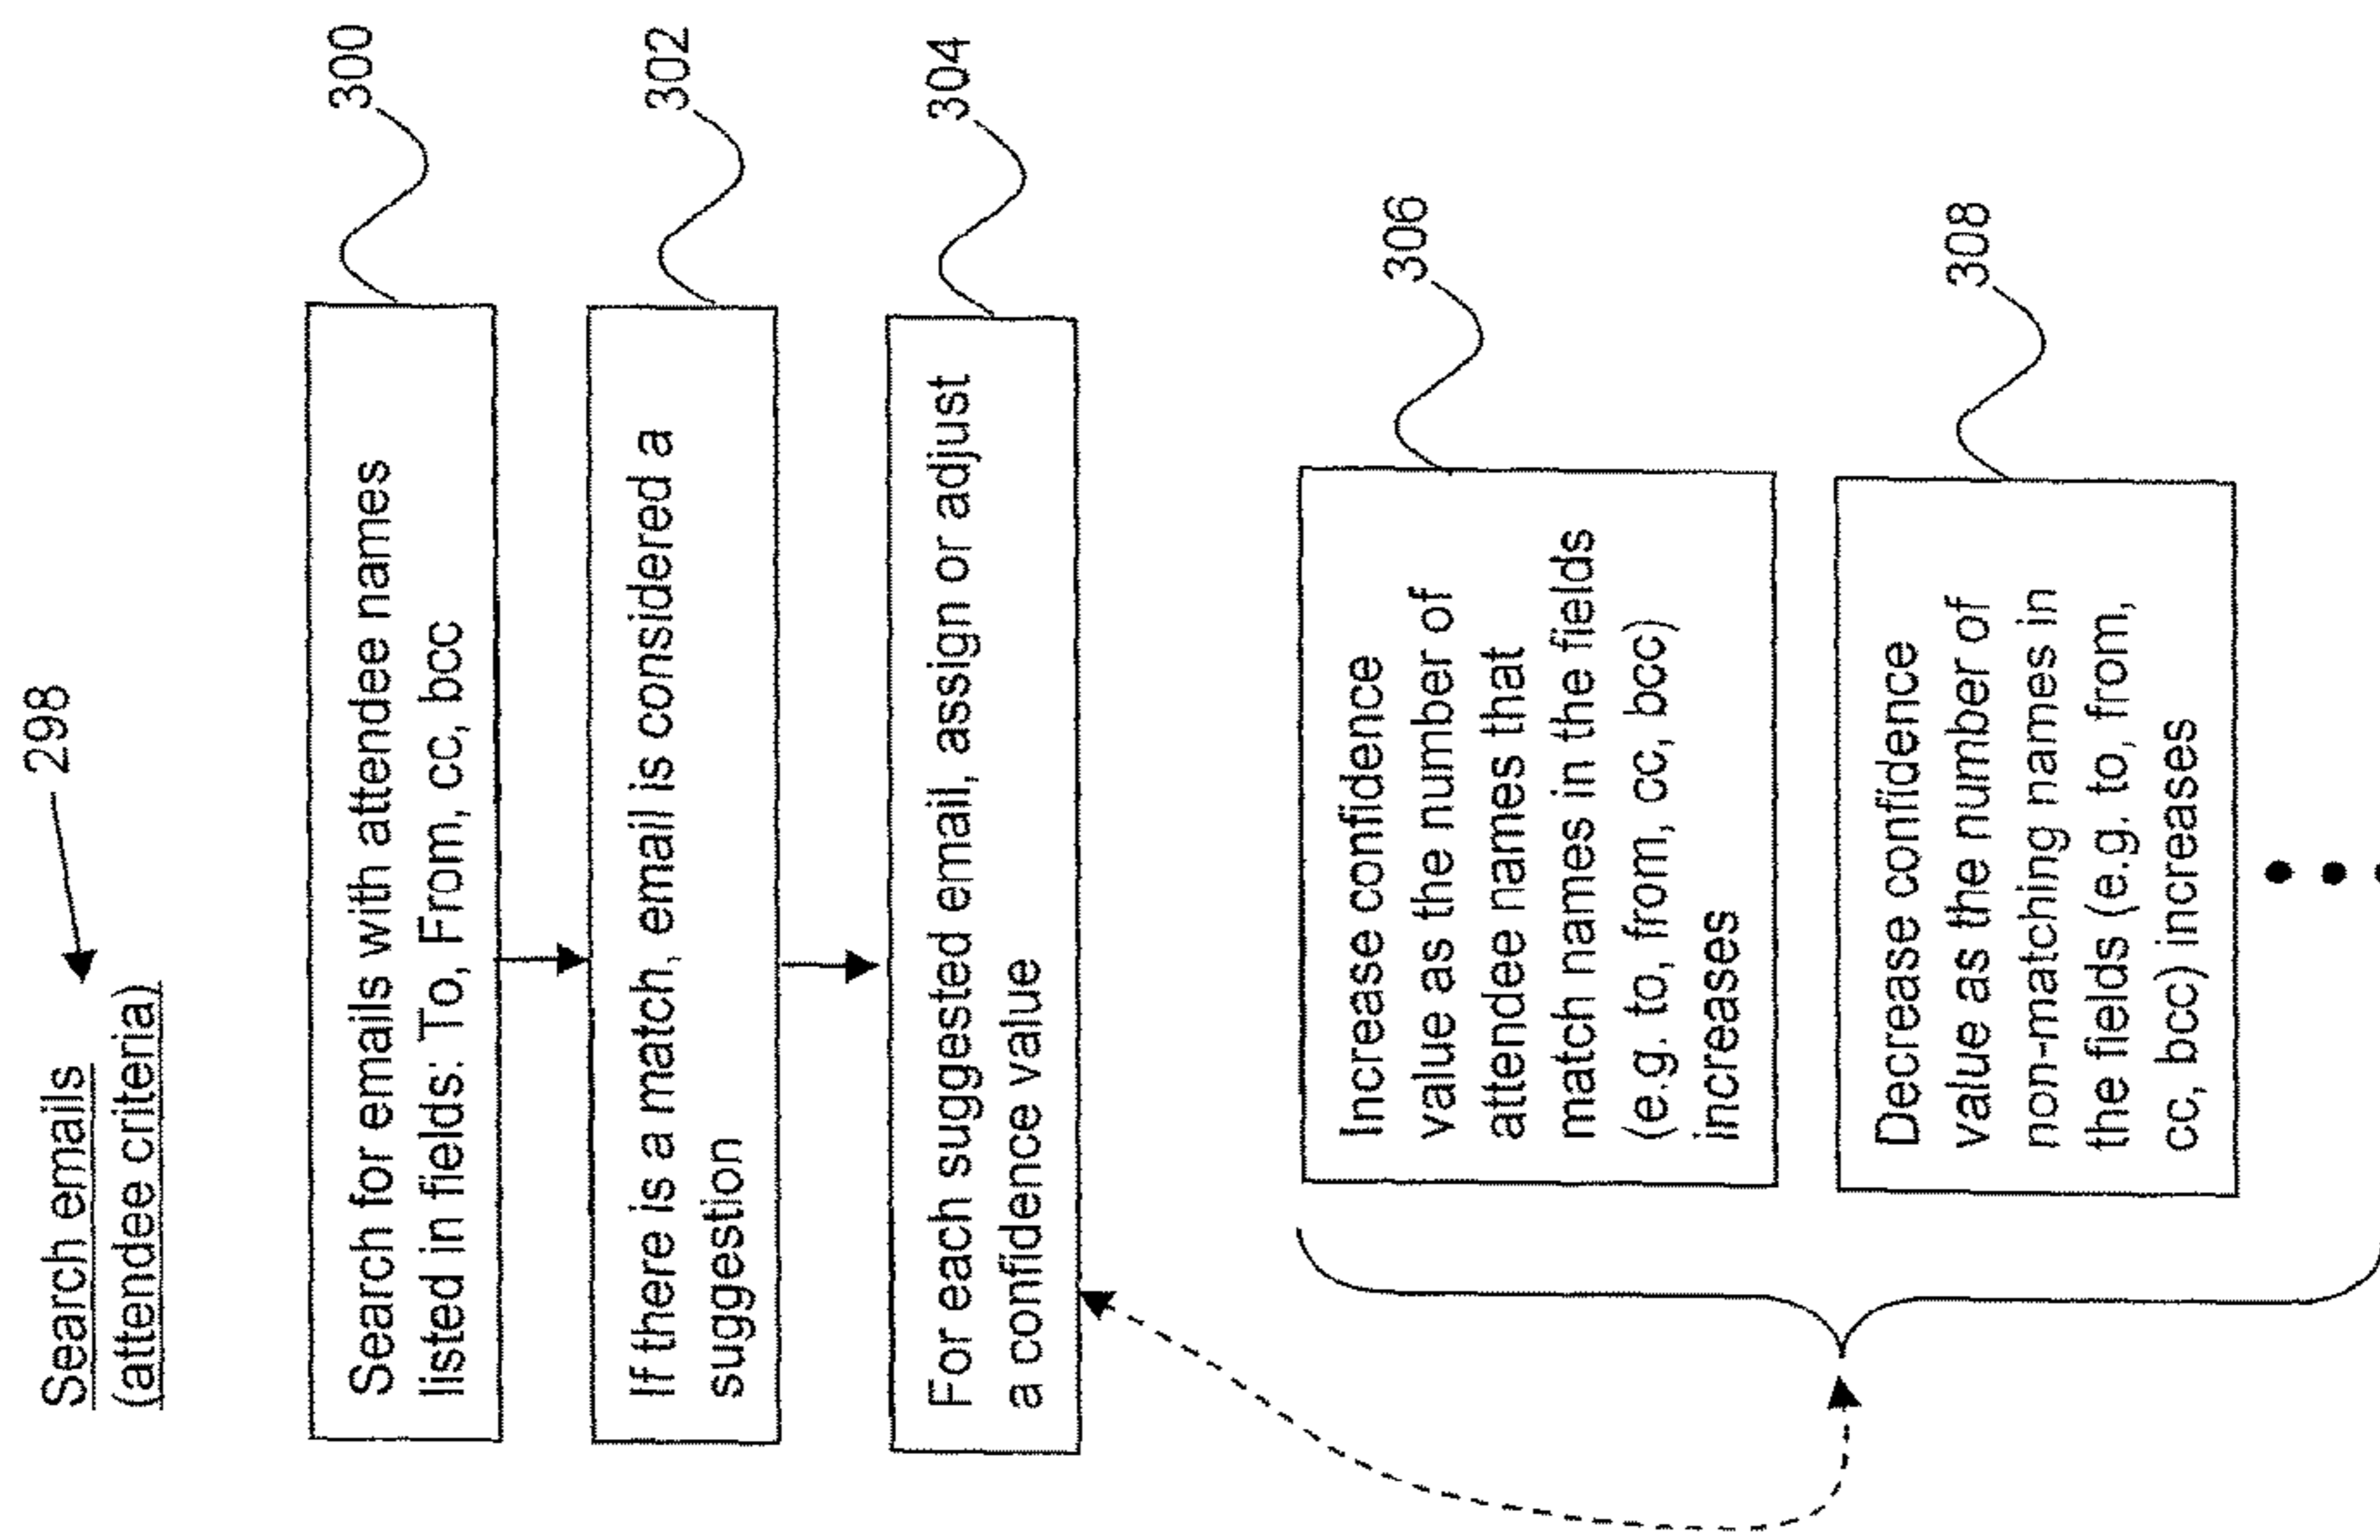 Search emails
(attendee criteria)
298
Search for emails with attendee names
listed in fields: To, From, cc, bcc
300
If there is a match, email is considered a
suggestion
302
For each suggested email, assign or adjust
a confidence value
304
Increase confidence
value as the number of
attendee names that
match names in the fields
(e.g. to, from, cc, bcc)
increases
306
Decrease confidence
value as the number of
non-matching names in
the fields (e.g. to, from,
cc, bcc) increases
308